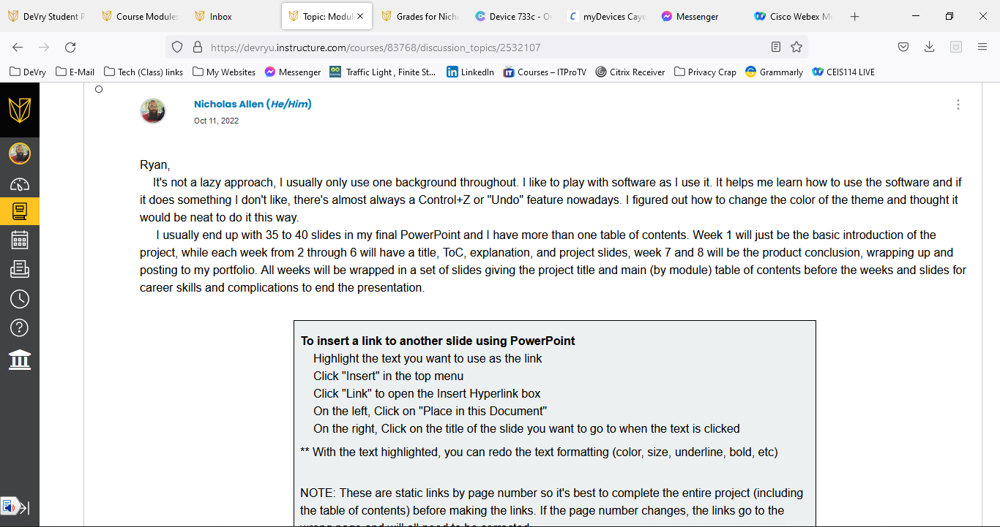 DeVry Student P
Course Modules
Inbox
Topic: Modul
Grades for Nich
Device 733c - O
myDevices Caye
Messenger
Cisco Webex M
https://devryu.instructure.com/courses/83768/discussion_topics/2532107
DeVry
E-Mail
Tech (Class) links
My Websites
Messenger
Traffic Light , Finite St...
LinkedIn
Courses – ITProTV
Citrix Receiver
Privacy Crap
Grammarly
CEIS114 LIVE
Nicholas Allen (He/Him)
Oct 11, 2022
Ryan,
It's not a lazy approach, I usually only use one background throughout. I like to play with software as I use it. It helps me learn how to use the software and if
it does something I don't like, there's almost always a Control+Z or "Undo" feature nowadays. I figured out how to change the color of the theme and thought it
would be neat to do it this way.
I usually end up with 35 to 40 slides in my final PowerPoint and I have more than one table of contents. Week 1 will just be the basic introduction of the
project, while each week from 2 through 6 will have a title, ToC, explanation, and project slides, week 7 and 8 will be the product conclusion, wrapping up and
posting to my portfolio. All weeks will be wrapped in a set of slides giving the project title and main (by module) table of contents before the weeks and slides for
career skills and complications to end the presentation.
To insert a link to another slide using PowerPoint
Highlight the text you want to use as the link
Click "Insert" in the top menu
Click "Link" to open the Insert Hyperlink box
On the left, Click on "Place in this Document"
On the right, Click on the title of the slide you want to go to when the text is clicked
** With the text highlighted, you can redo the text formatting (color, size, underline, bold, etc)
NOTE: These are static links by page number so it's best to complete the entire project (including
the table of contents) before making the links. If the page number changes, the links go to the